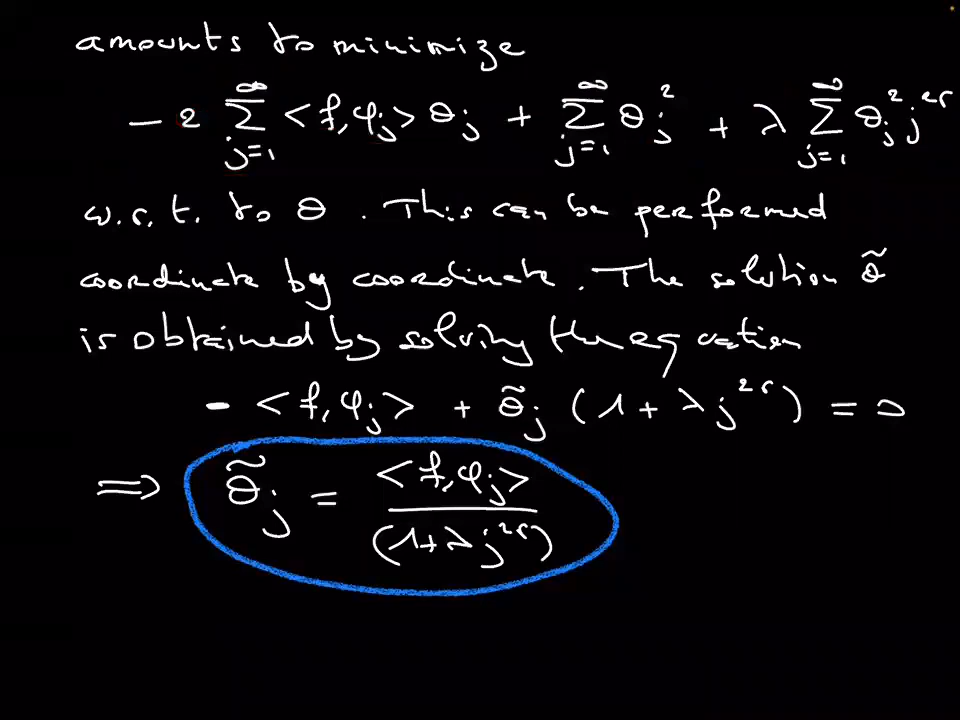 amounts to minimize
- 2 ∑_{j=1}^{∞} <f,φ_j> θ_j + ∑_{j=1}^{∞} θ_j^2 + λ ∑_{j=1}^{∞} θ_j^2 j^{2r}
w.r.t. to θ. This can be performed
coordinate by coordinate. The solution θ̃
is obtained by solving the equation
- <f,φ_j> + θ̃_j (1+λj^{2r}) = 0
⟹ θ̃_j = <f,φ_j> / (1+λj^{2r})